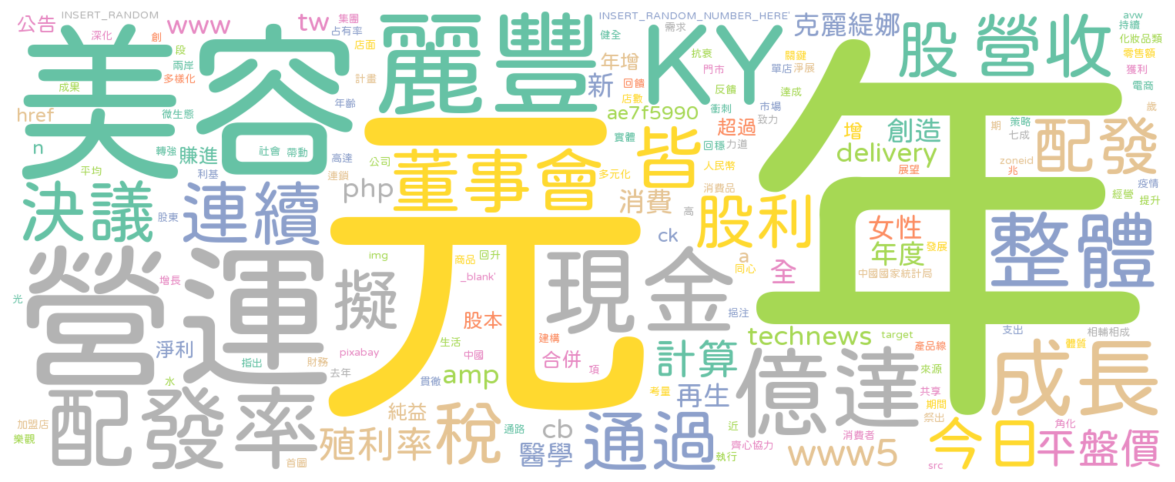 公告
INSERT_RANDOM
www
tw
集團
占有率
INSERT_RANDOM_NUMBER_HERE'
需求
克麗緹娜
avw
持續
化妝品類
零售額
深化
創
店面
健全
美容
麗豐
KY
股
營收
年
段
兩岸
多樣化
計畫
成果
微生態
href
年齡
年增
新
回饋
店數
抗衰
門市
反饋
衝刺
關鍵
單店
淨展
達成
市場
致力
獲利
電商
歲
ae7f5990
超過
增
創造
策略
七成
期
配發
n
轉強
賺進
社會
帶動
高達
公司
連鎖
利基
平均
董事會
皆
實體
回穩
力道
多元化
人民幣
delivery
展望
zoneid
兆
疫情
經營
提升
決議
股東
連續
php
消費
消費品
高
股利
女性
年度
發展
整體
ck
a
全
同心
中國國家統計局
元
img
商品
回升
_blank'
營運
增長
擬
現金
挹注
光
淨利
指出
財務
pixabay
去年
生活
中國
股本
建構
項
合併
technews
target
支出
相輔相成
產品線
體質
水
貫徹
amp
計算
考量
再生
億達
來源
共享
期間
祭出
成長
配發率
加盟店
樂觀
首國
殖利率
純益
稅
通路
cb
醫學
通過
近
齊心協力
執行
消費者
www5
角化
src
今日
平盤價